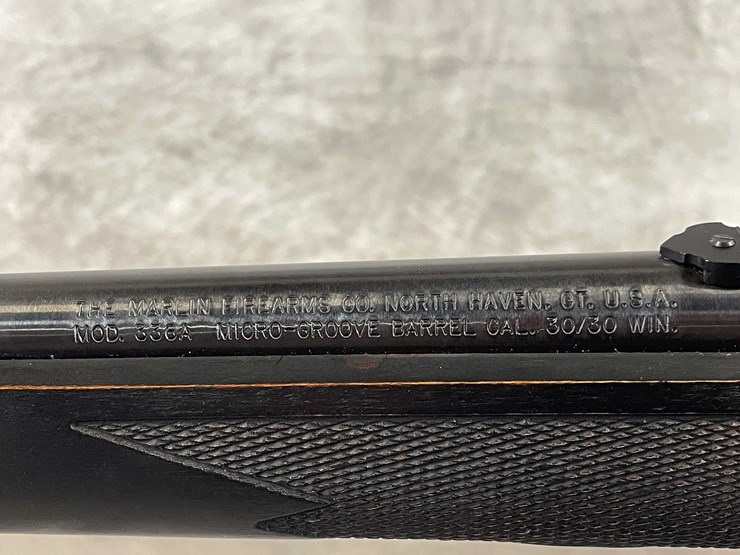 THE MARLIN FIREARMS CO. NORTH HAVEN, CT. U.S.A.
MOD. 336A MICRO-GROOVE BARREL CAL. 30/30 WIN.